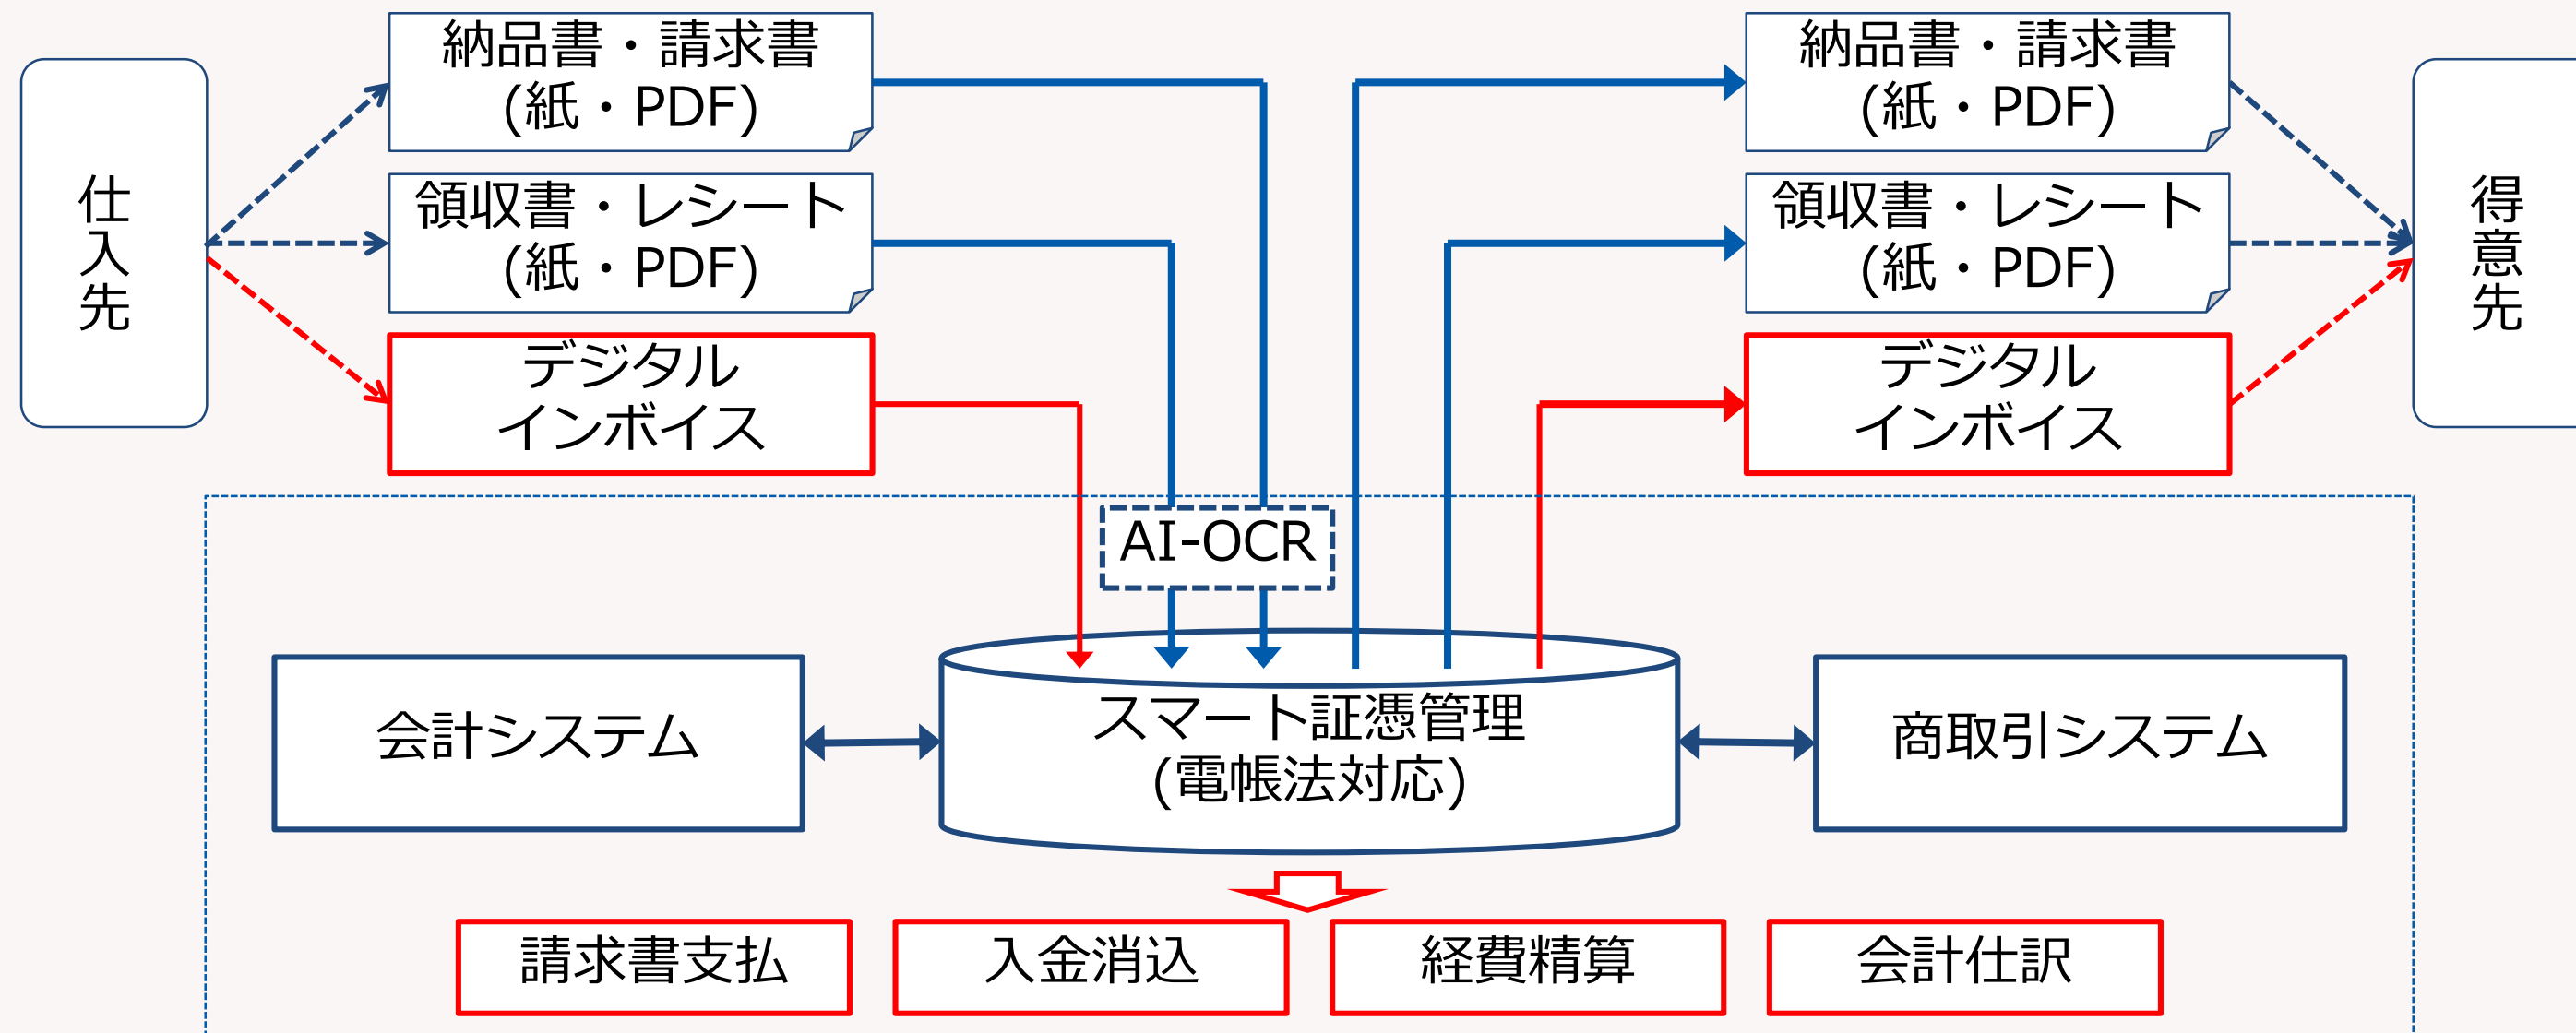 仕入先
納品書・請求書
(紙・PDF)
領収書・レシート
(紙・PDF)
デジタル
インボイス
納品書・請求書
(紙・PDF)
領収書・レシート
(紙・PDF)
デジタル
インボイス
得意先
AI-OCR
会計システム
スマート証憑管理
(電帳法対応)
商取引システム
請求書支払
入金消込
経費精算
会計仕訳